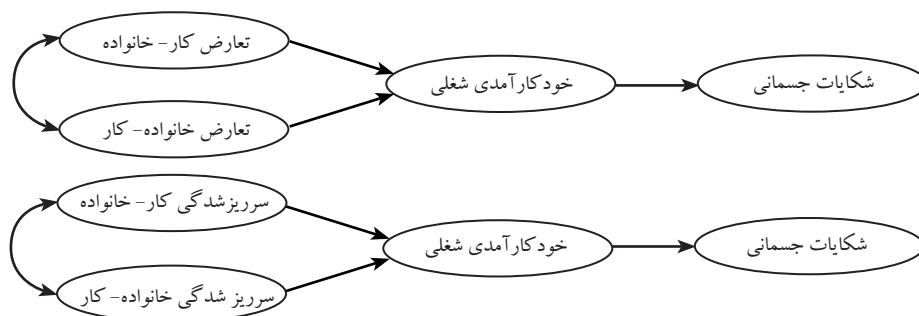 تعارض کار– خانواده
خودکارآمدی شغلی
شکایات جسمانی
تعارض خانواده– کار
سرریزشدگی کار– خانواده
خودکارآمدی شغلی
شکایات جسمانی
سرریز شدگی خانواده– کار